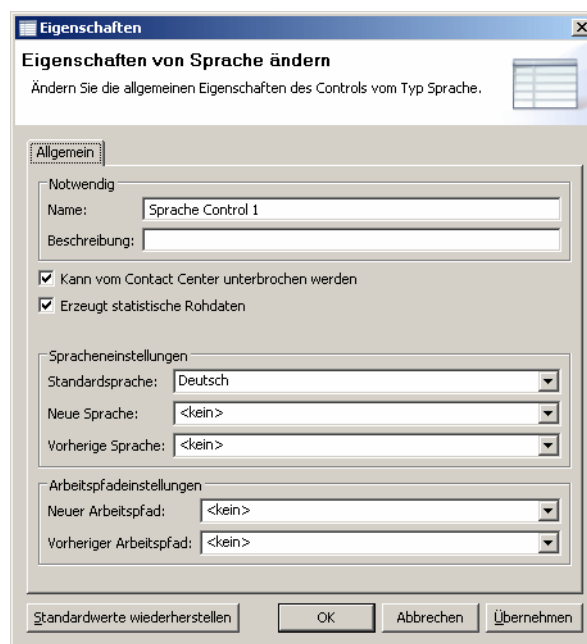 Eigenschaften
Eigenschaften von Sprache ändern
Ändern Sie die allgemeinen Eigenschaften des Controls vom Typ Sprache.
Allgemein
Notwendig
Name: Sprache Control 1
Beschreibung:
Kann vom Contact Center unterbrochen werden
Erzeugt statistische Rohdaten
Spracheneinstellungen
Standardsprache: Deutsch
Neue Sprache: <kein>
Vorherige Sprache: <kein>
Arbeitspfadeinstellungen
Neuer Arbeitspfad: <kein>
Vorheriger Arbeitspfad: <kein>
Standardwerte wiederherstellen OK Abbrechen Übernehmen